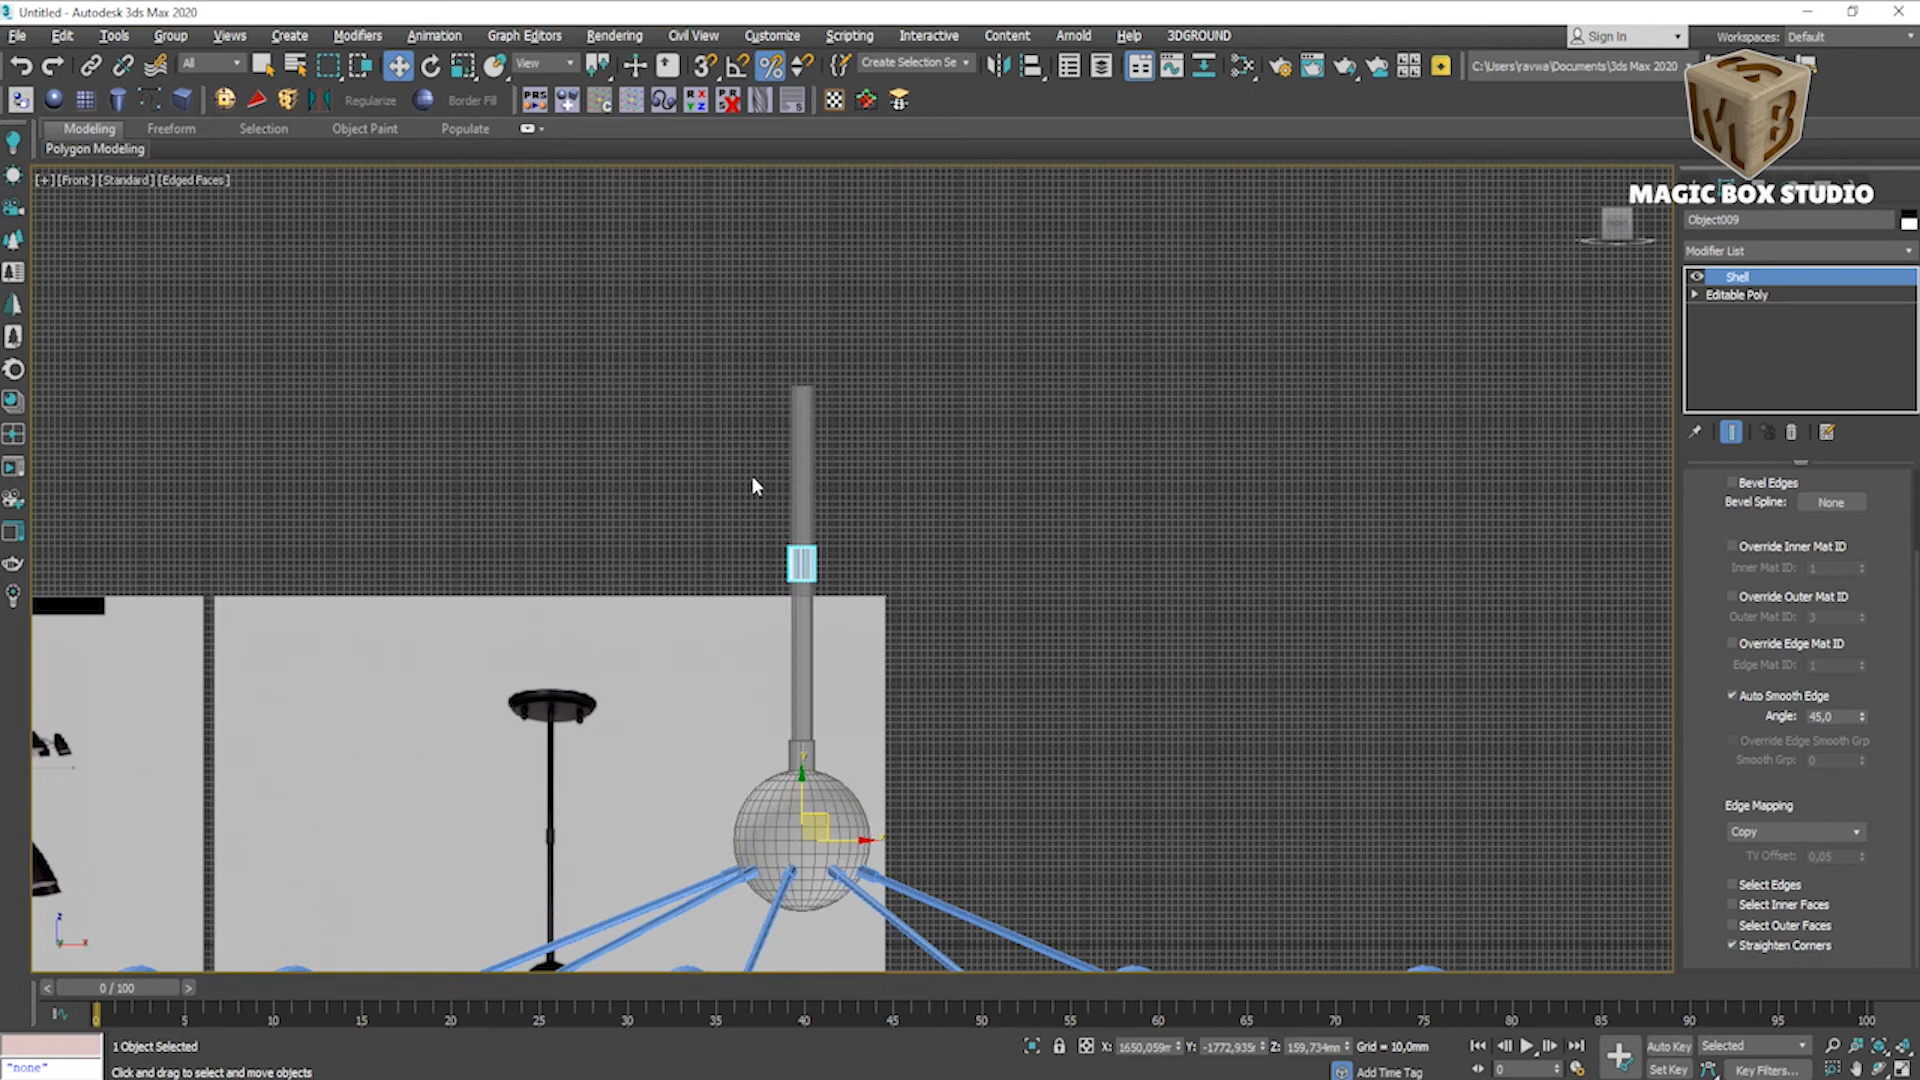 Untitled - Autodesk 3ds Max 2020
File Edit Tools Group Views Create Modifiers Animation Graph Editors Rendering Civil View Customize Scripting Interactive Content Arnold Help 3DGROUND
Sign In
Workspaces: Default
All
View
Create Selection Se
C:\Users\ravwa\Documents\3ds Max 2020
Regularize
Border Fill
Modeling Freeform Selection Object Paint Populate
Polygon Modeling
[+] [Front] [Standard] [Edged Faces]
MAGIC BOX STUDIO
Object009
Modifier List
Shell
Editable Poly
Bevel Edges
Bevel Spline: None
Override Inner Mat ID
Inner Mat ID: 1
Override Outer Mat ID
Outer Mat ID: 3
Override Edge Mat ID
Edge Mat ID: 1
Auto Smooth Edge
Angle: 45,0
Override Edge Smooth Grp
Smooth Grp: 0
Edge Mapping
Copy
TV Offset: 0,05
Select Edges
Select Inner Faces
Select Outer Faces
Straighten Corners
z
x
0 / 100
0 5 10 15 20 25 30 35 40 45 50 55 60 65 70 75 80 85 90 95 100
1 Object Selected
X: 1650,059m Y: -1772,935r Z: 159,734mn Grid = 10,0mm
Auto Key Selected
"none"
Click and drag to select and move objects
Add Time Tag
0
Set Key Key Filters...